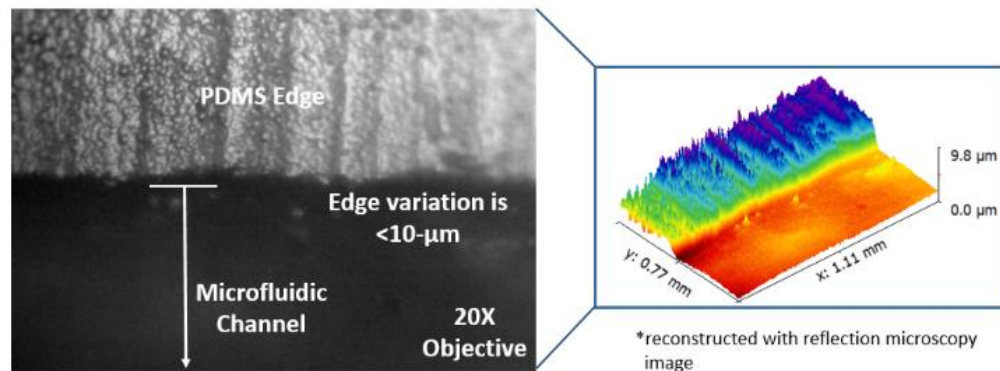 PDMS Edge
Edge variation is
<10-µm
Microfluidic
Channel
20X
Objective
9.8 µm
0.0 µm
y: 0.77 mm
x: 1.11 mm
*reconstructed with reflection microscopy
image